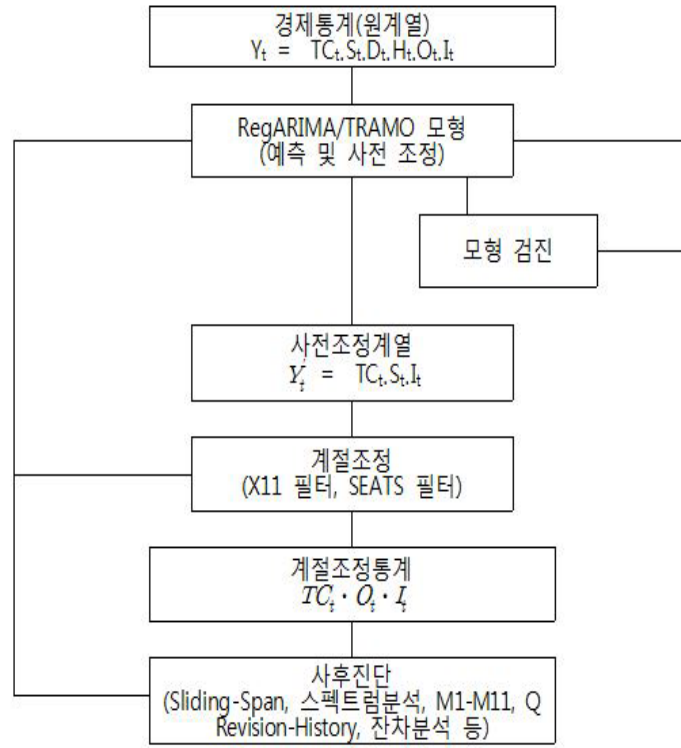 경제통계(원계열)
Yt = TCt.St.Dt.Ht.Ot.It
RegARIMA/TRAMO 모형
(예측 및 사전 조정)
모형 검진
사전조정계열
Y't = TCt.St.It
계절조정
(X11 필터, SEATS 필터)
계절조정통계
TCt · Ot · It
사후진단
(Sliding-Span, 스펙트럼분석, M1-M11, Q
Revision-History, 잔차분석 등)